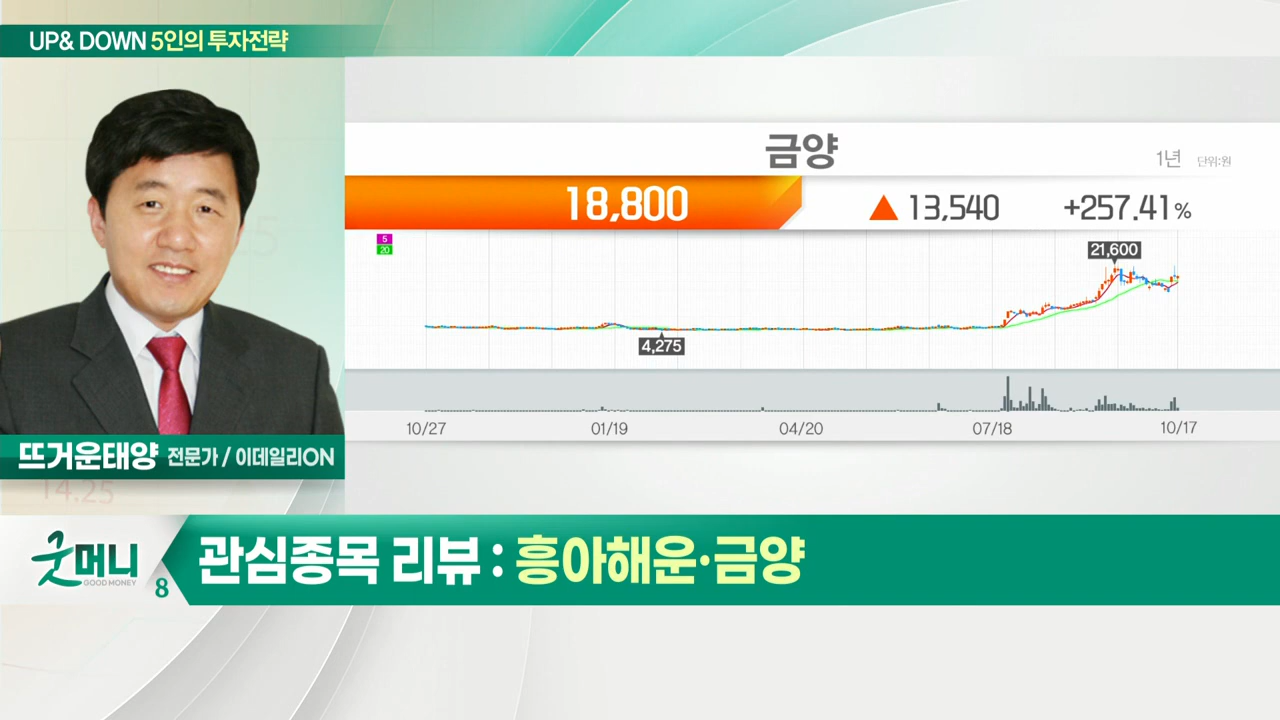 UP& DOWN 5인의 투자전략
금양
1년 단위:원
18,800 ▲ 13,540 +257.41%
5
20
21,600
4,275
10/27 01/19 04/20 07/18 10/17
뜨거운태양 전문가 / 이데일리ON
14.25
굿머니
GOOD MONEY
8
관심종목 리뷰 : 흥아해운·금양